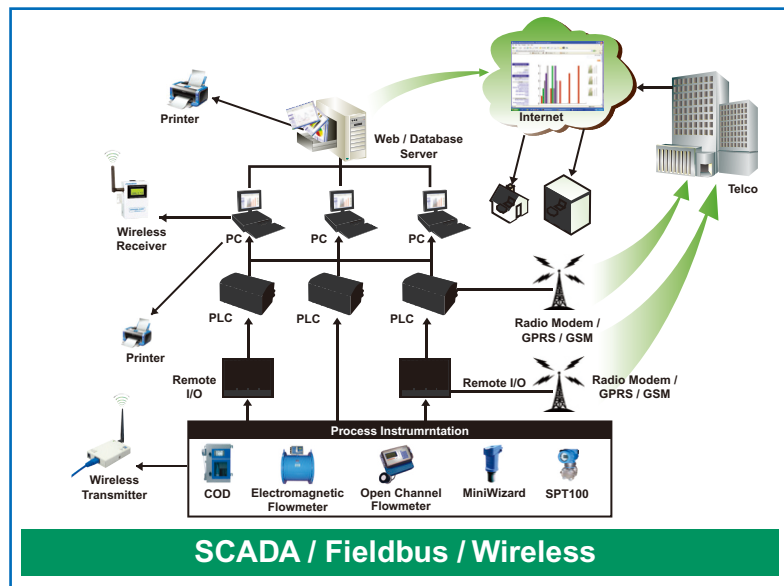 Printer
Internet
Web / Database
Server
Telco
Wireless
Receiver
PC
PC
PC
PLC
PLC
PLC
Radio Modem /
GPRS / GSM
Printer
Remote
I/O
Remote I/O
Radio Modem /
GPRS / GSM
Process Instrumrntation
Wireless
Transmitter
COD
Electromagnetic
Flowmeter
Open Channel
Flowmeter
MiniWizard
SPT100
SCADA / Fieldbus / Wireless